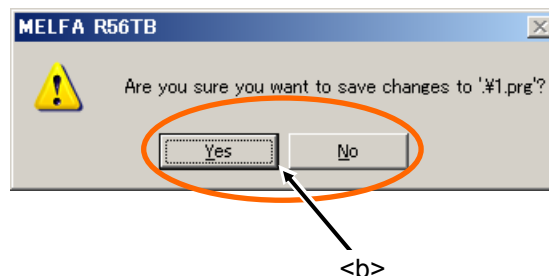 MELFA R56TB
Are you sure you want to save changes to '.¥1.prg'?
Yes
No
<b>